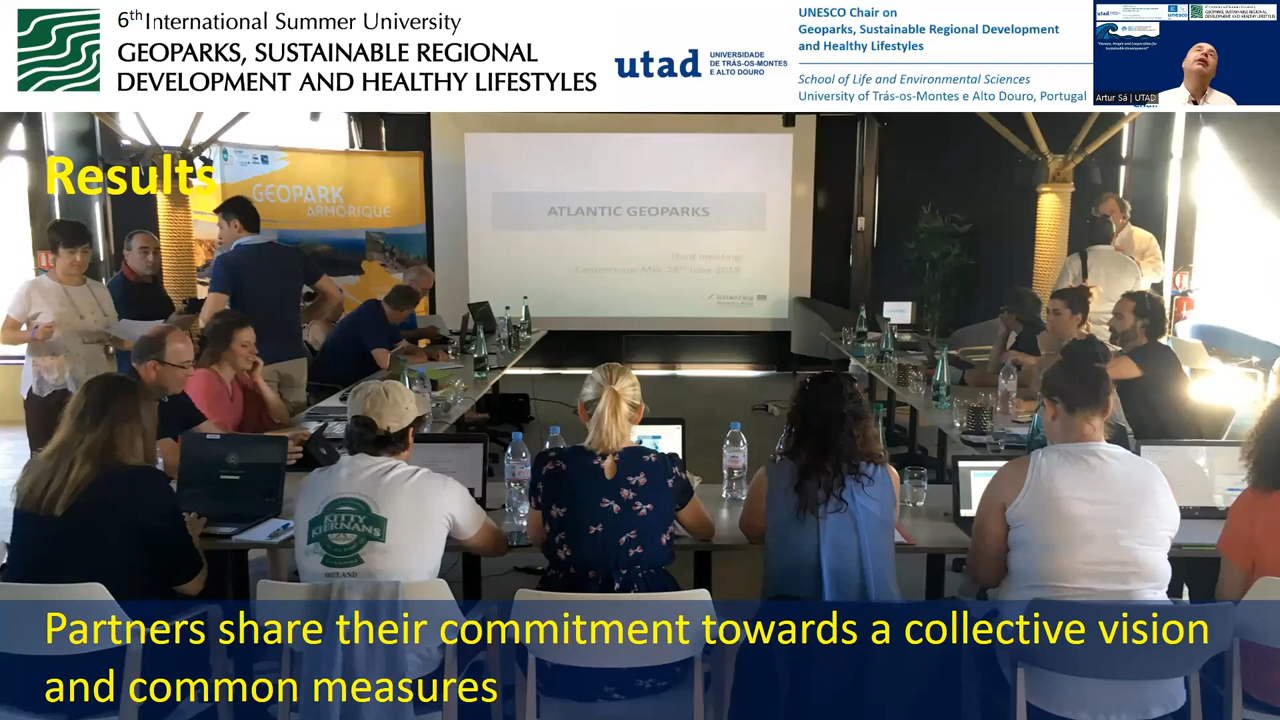 6th International Summer University
GEOPARKS, SUSTAINABLE REGIONAL
DEVELOPMENT AND HEALTHY LIFESTYLES
utad
UNIVERSIDADE
DE TRÁS-OS-MONTES
E ALTO DOURO
UNESCO Chair on
Geoparks, Sustainable Regional Development
and Healthy Lifestyles
School of Life and Environmental Sciences
University of Trás-os-Montes e Alto Douro, Portugal
Artur Sá | UTAD
Results
GEOPARK
ARMORIQUE
ATLANTIC GEOPARKS
Third meeting
KITTY
KIERNANS
IRELAND
Partners share their commitment towards a collective vision
and common measures